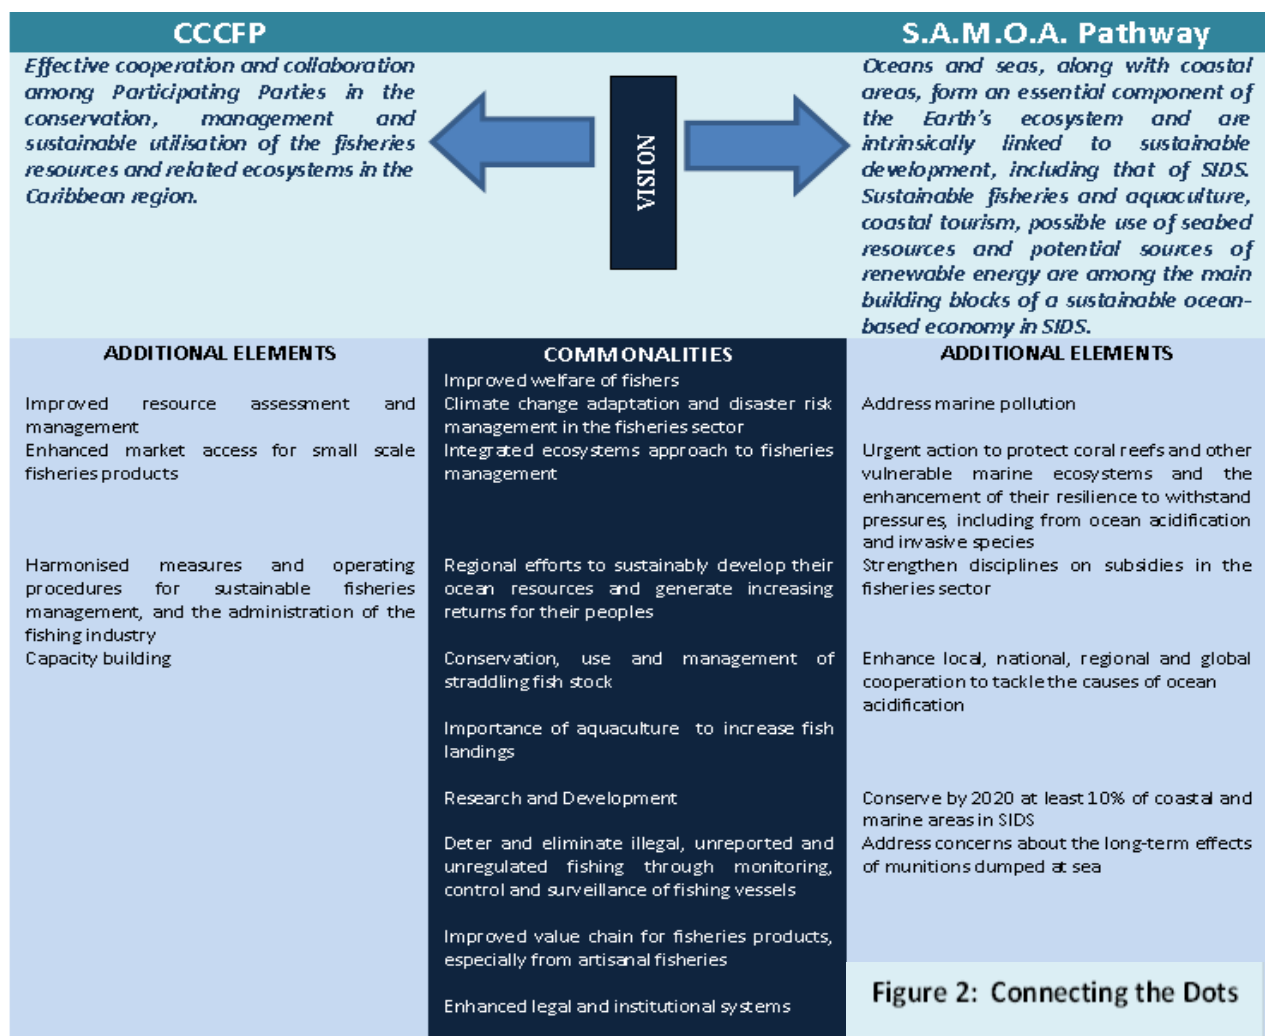 CCCFP
S.A.M.O.A. Pathway
Effective cooperation and collaboration
among Participating Parties in the
conservation, management and
sustainable utilisation of the fisheries
resources and related ecosystems in the
Caribbean region.
VISION
Oceans and seas, along with coastal
areas, form an essential component of
the Earth's ecosystem and are
intrinsically linked to sustainable
development, including that of SIDS.
Sustainable fisheries and aquaculture,
coastal tourism, possible use of seabed
resources and potential sources of
renewable energy are among the main
building blocks of a sustainable ocean-
based economy in SIDS.
ADDITIONAL ELEMENTS
Improved resource assessment and
management
Enhanced market access for small scale
fisheries products
Harmonised measures and operating
procedures for sustainable fisheries
management, and the administration of the
fishing industry
Capacity building
COMMONALITIES
Improved welfare of fishers
Climate change adaptation and disaster risk
management in the fisheries sector
Integrated ecosystems approach to fisheries
management
Regional efforts to sustainably develop their
ocean resources and generate increasing
returns for their peoples
Conservation, use and management of
straddling fish stock
Importance of aquaculture to increase fish
landings
Research and Development
Deter and eliminate illegal, unreported and
unregulated fishing through monitoring,
control and surveillance of fishing vessels
Improved value chain for fisheries products,
especially from artisanal fisheries
Enhanced legal and institutional systems
ADDITIONAL ELEMENTS
Address marine pollution
Urgent action to protect coral reefs and other
vulnerable marine ecosystems and the
enhancement of their resilience to withstand
pressures, including from ocean acidification
and invasive species
Strengthen disciplines on subsidies in the
fisheries sector
Enhance local, national, regional and global
cooperation to tackle the causes of ocean
acidification
Conserve by 2020 at least 10% of coastal and
marine areas in SIDS
Address concerns about the long-term effects
of munitions dumped at sea
Figure 2: Connecting the Dots